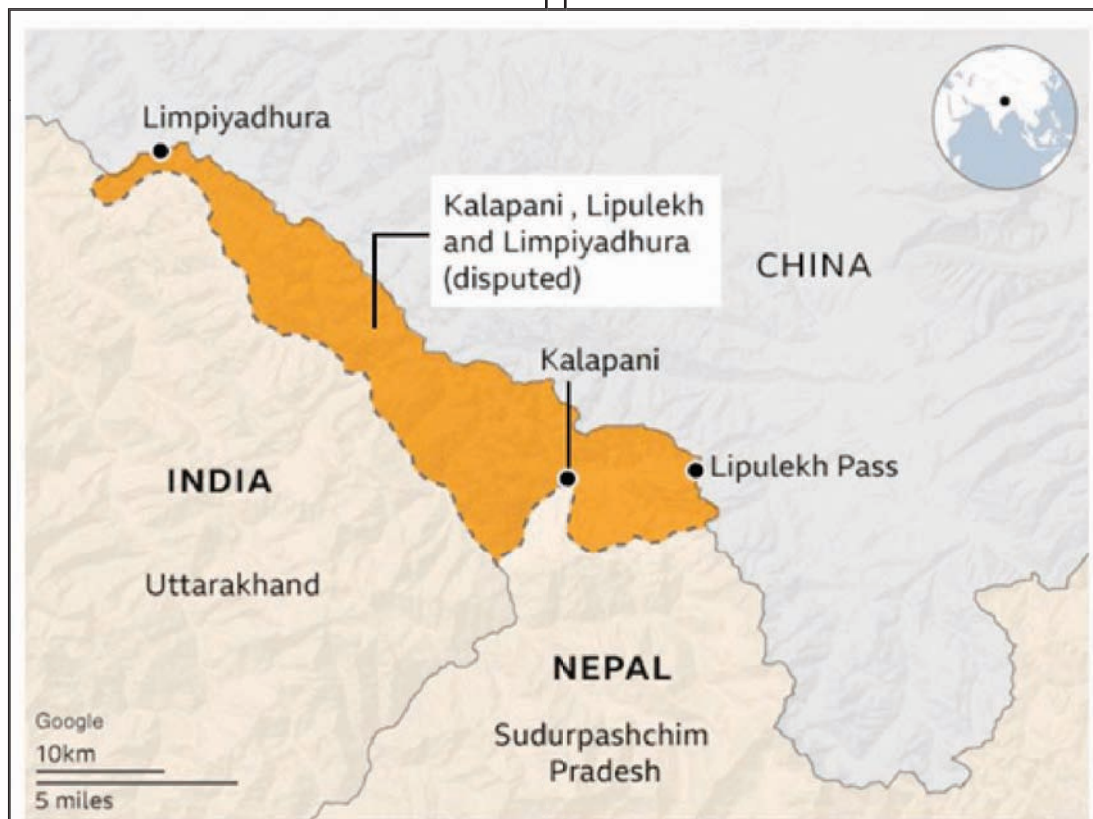 Limpiyadhura
Kalapani , Lipulekh
and Limpiyadhura
(disputed)
CHINA
Kalapani
Lipulekh Pass
INDIA
Uttarakhand
NEPAL
Sudurpashchim
Pradesh
Google
10km
5 miles